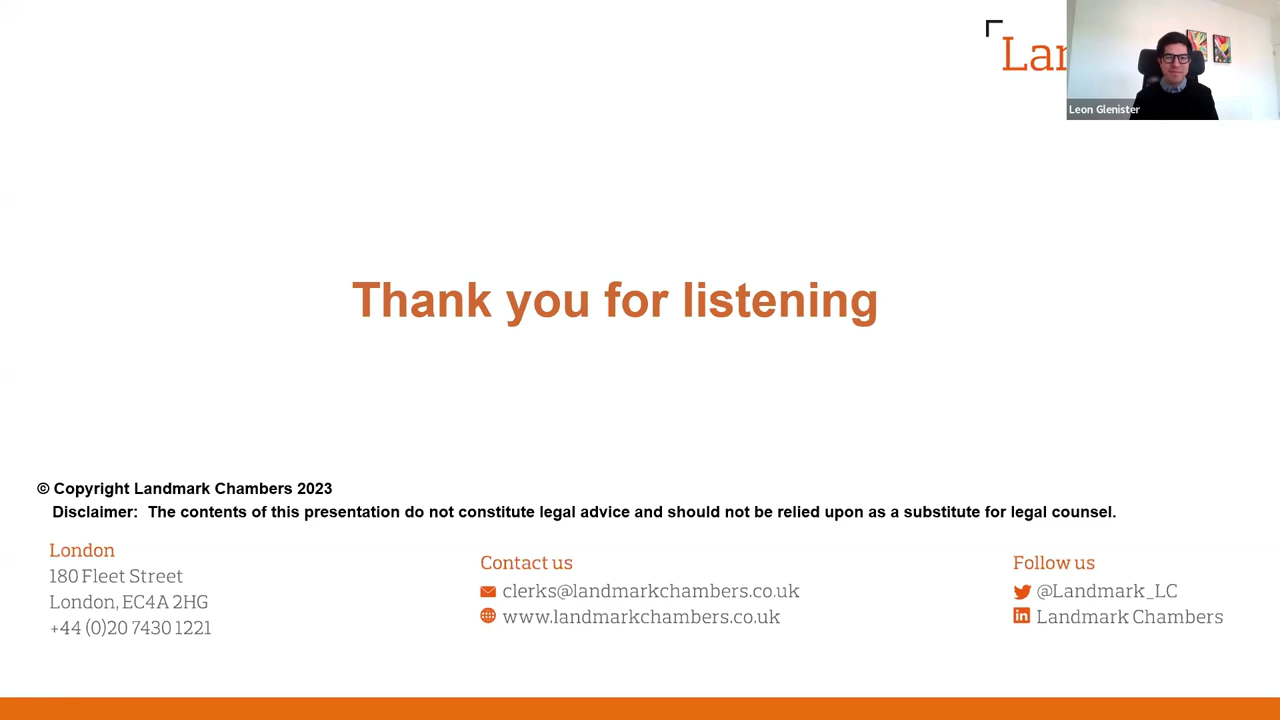 Lan
Leon Glenister
Thank you for listening
© Copyright Landmark Chambers 2023
Disclaimer: The contents of this presentation do not constitute legal advice and should not be relied upon as a substitute for legal counsel.
London
180 Fleet Street
London, EC4A 2HG
+44 (0)20 7430 1221
Contact us
clerks@landmarkchambers.co.uk
www.landmarkchambers.co.uk
Follow us
@Landmark_LC
in Landmark Chambers